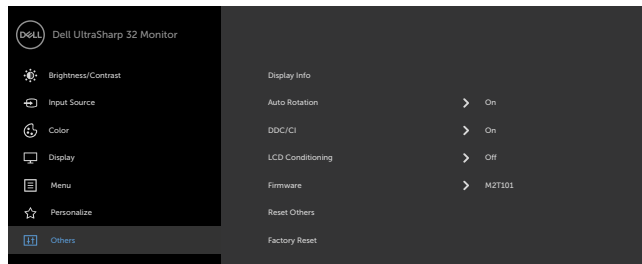 DELL Dell UltraSharp 32 Monitor
Brightness/Contrast Display Info
Input Source Auto Rotation On
Color DDC/CI On
Display LCD Conditioning Off
Menu Firmware M2T101
Personalize Reset Others
Others Factory Reset